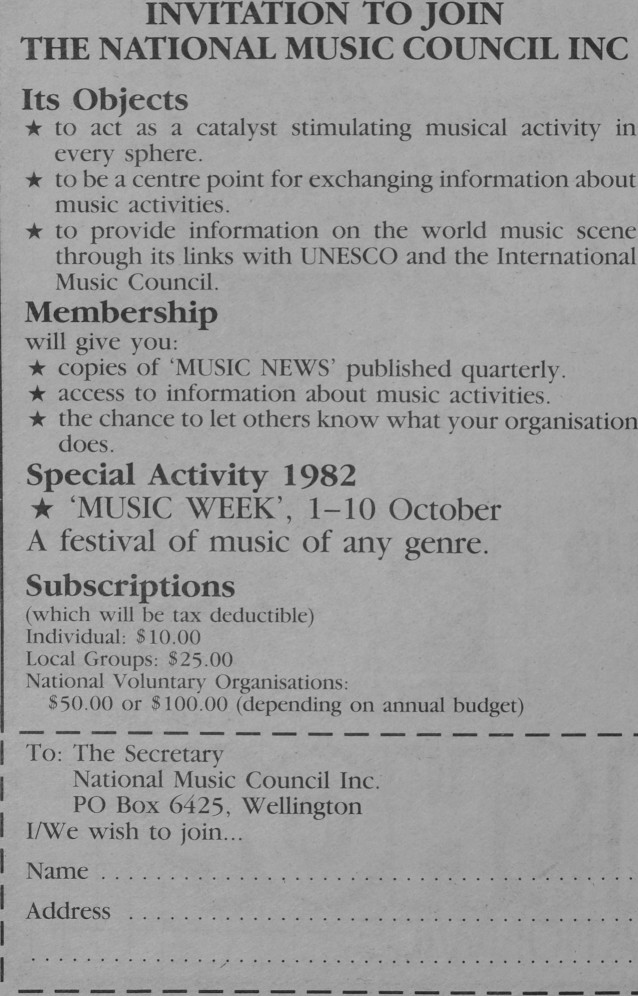 INVITATION TO JOIN
THE NATIONAL MUSIC COUNCIL INC
Its Objects
★ to act as a catalyst stimulating musical activity in
every sphere.
★ to be a centre point for exchanging information about
music activities.
★ to provide information on the world music scene
through its links with UNESCO and the International
Music Council.
Membership
will give you:
★ copies of ‘MUSIC NEWS’ published quarterly.
★ access to information about music activities.
★ the chance to let others know what your organisation
does.
Special Activity 1982
★ ‘MUSIC WEEK’, 1–10 October
A festival of music of any genre.
Subscriptions
(which will be tax deductible)
Individual: $10.00
Local Groups: $25.00
National Voluntary Organisations:
$50.00 or $100.00 (depending on annual budget)
To: The Secretary
National Music Council Inc.
PO Box 6425, Wellington
I/We wish to join...
Name . . . . . . . . . . . . . . . . . . . . . . . . . . . . . . . . . . . . . .
Address . . . . . . . . . . . . . . . . . . . . . . . . . . . . . . . . . . . .
. . . . . . . . . . . . . . . . . . . . . . . . . . . . . . . . . . . . . . . . . . .